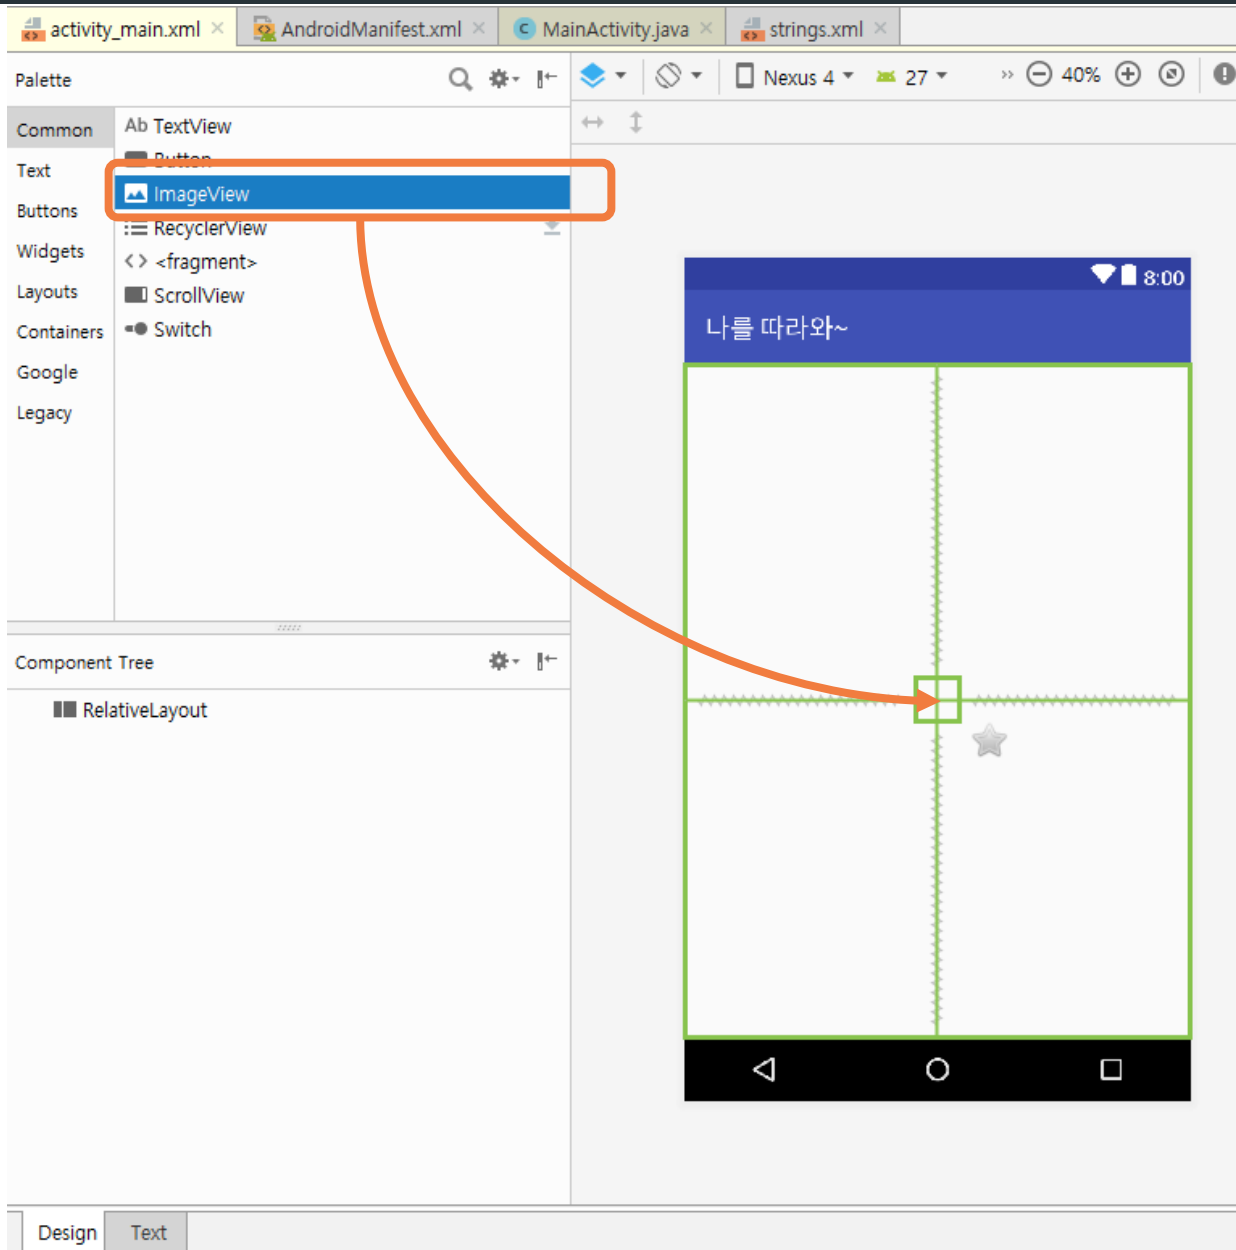 activity_main.xml
AndroidManifest.xml
C MainActivity.java
strings.xml
Palette
Nexus 4
27
40%
Common
Text
Buttons
Widgets
Layouts
Containers
Google
Legacy
Ab TextView
Button
ImageView
RecyclerView
<fragment>
ScrollView
Switch
8:00
나를 따라와~
Component Tree
RelativeLayout
Design
Text